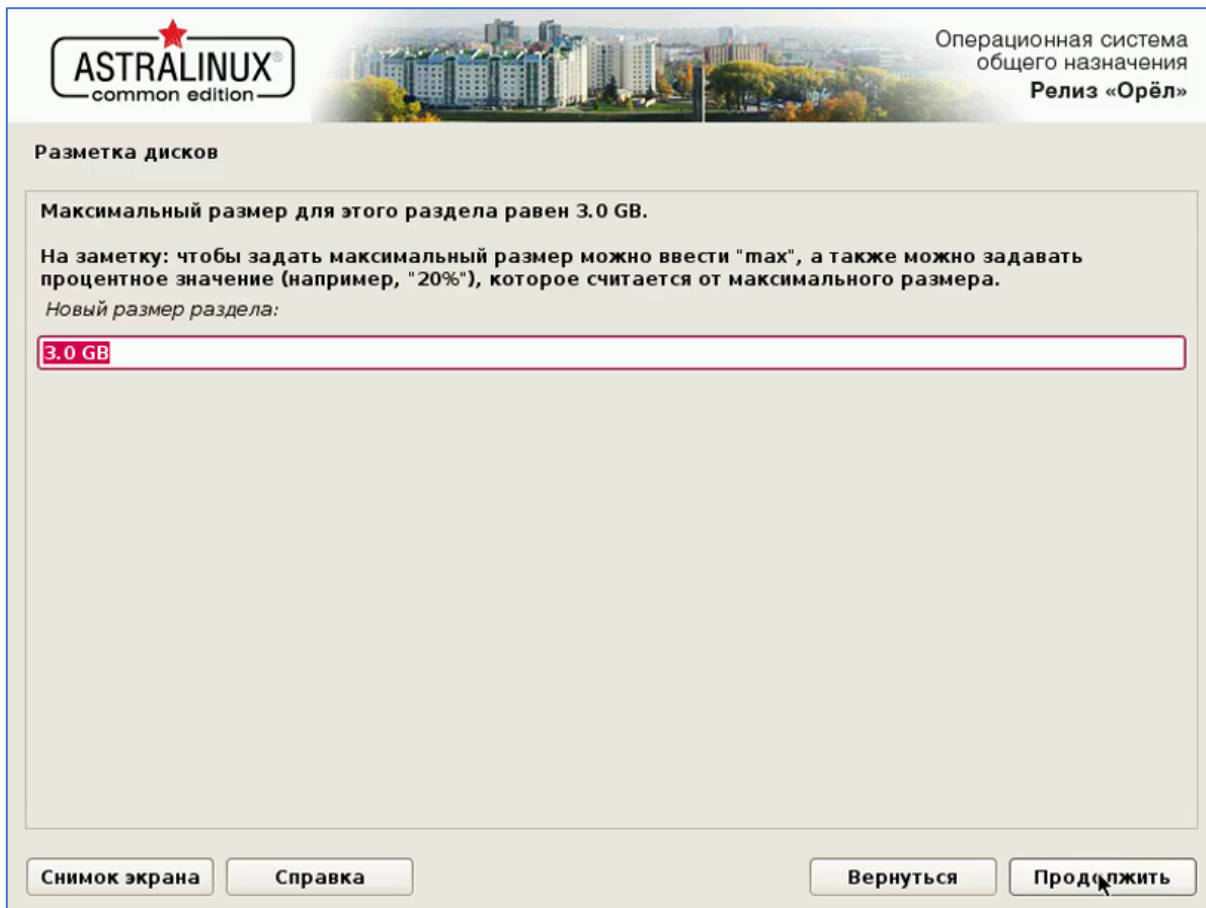 ASTRALINUX®
common edition
Операционная система
общего назначения
Релиз «Орёл»
Разметка дисков
Максимальный размер для этого раздела равен 3.0 GB.
На заметку: чтобы задать максимальный размер можно ввести "max", а также можно задавать
процентное значение (например, "20%"), которое считается от максимального размера.
Новый размер раздела:
3.0 GB
Снимок экрана
Справка
Вернуться
Продолжить